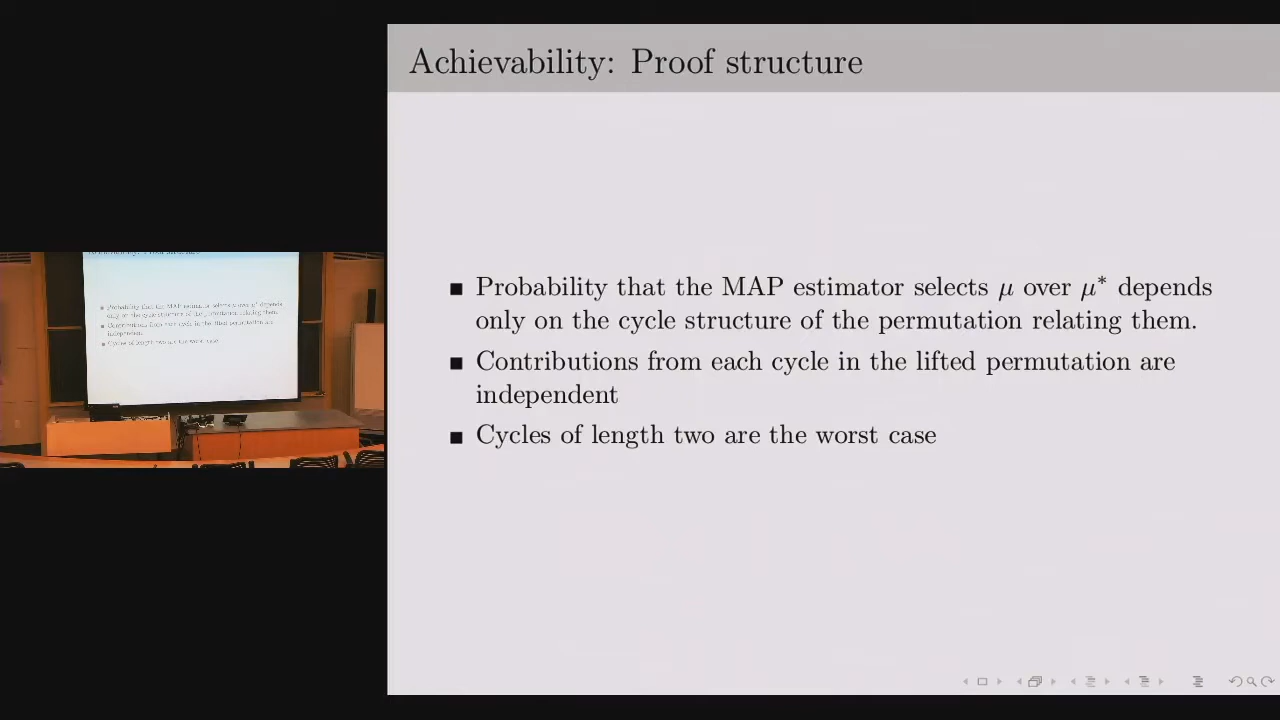 Achievability: Proof structure
■ Probability that the MAP estimator selects μ over μ* depends
only on the cycle structure of the permutation relating them.
■ Contributions from each cycle in the lifted permutation are
independent
■ Cycles of length two are the worst case